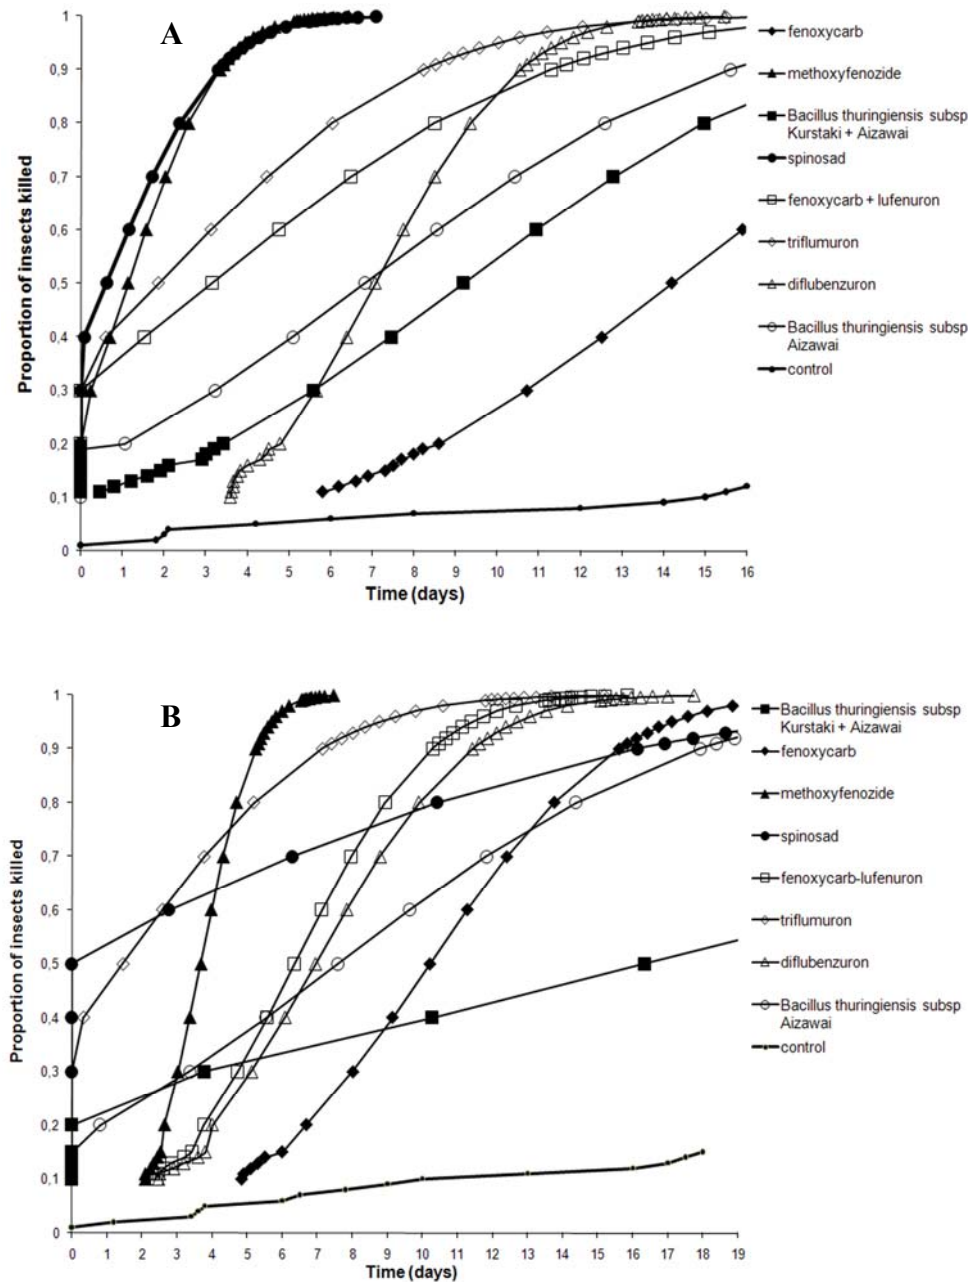 A
Proportion of insects killed
1
0,9
0,8
0,7
0,6
0,5
0,4
0,3
0,2
0,1
0
0 1 2 3 4 5 6 7 8 9 10 11 12 13 14 15 16
Time (days)
fenoxycarb
methoxyfenozide
Bacillus thuringiensis subsp
Kurstaki + Aizawai
spinosad
fenoxycarb + lufenuron
triflumuron
diflubenzuron
Bacillus thuringiensis subsp
Aizawai
control
B
Proportion of insects killed
1
0,9
0,8
0,7
0,6
0,5
0,4
0,3
0,2
0,1
0
0 1 2 3 4 5 6 7 8 9 10 11 12 13 14 15 16 17 18 19
Time (days)
Bacillus thuringiensis subsp
Kurstaki + Aizawai
fenoxycarb
methoxyfenozide
spinosad
fenoxycarb-lufenuron
triflumuron
diflubenzuron
Bacillus thuringiensis subsp
Aizawai
control